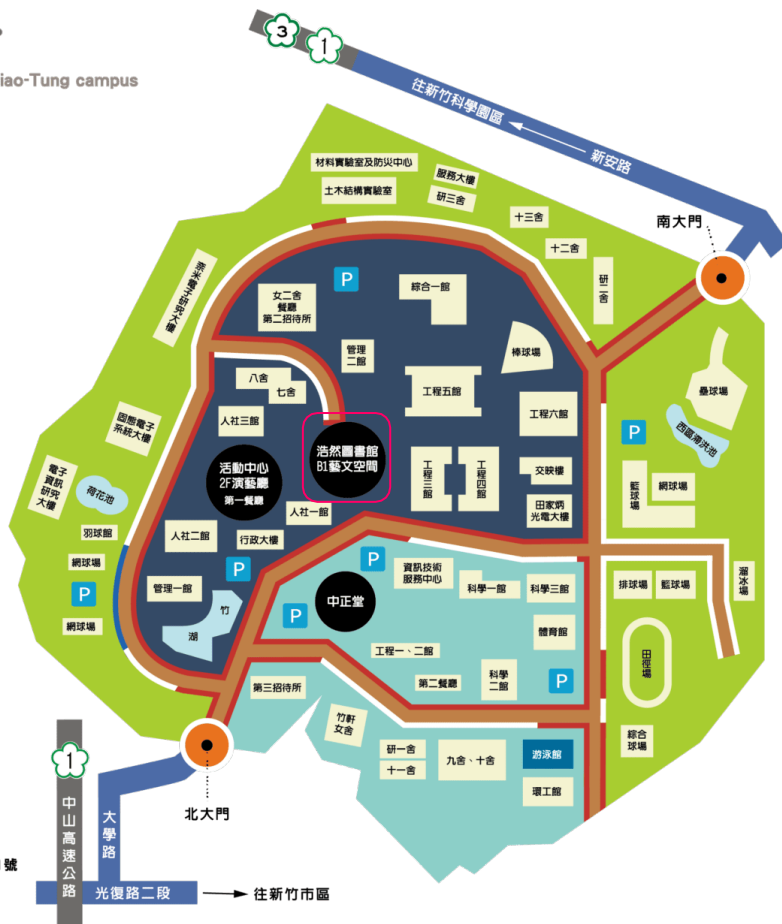 iao-Tung campus
3
1
往新竹科學園區
新安路
南大門
材料實驗室及防災中心
土木結構實驗室
服務大樓
研三舍
十三舍
十二舍
研二舍
奈米電子研究大樓
P
女二舍
餐廳
第二招待所
綜合一館
管理
二館
棒球場
壘球場
西區滯洪池
八舍
七舍
工程五館
工程六館
P
人社三館
浩然圖書館
B1藝文空間
固態電子
系統大樓
活動中心
2F演藝廳
第一餐廳
工程三館
工程四館
交映樓
籃球場
網球場
電子
資訊
研究
大樓
荷花池
人社一館
田家炳
光電大樓
羽球館
人社二館
行政大樓
網球場
P
P
資訊技術
服務中心
科學一館
科學三館
排球場
籃球場
溜冰場
P
管理一館
竹
湖
P
中正堂
網球場
體育館
工程一、二館
田徑場
第三招待所
第二餐廳
科學
二館
P
竹軒
女舍
綜合
球場
研一舍
十一舍
九舍、十舍
游泳館
環工館
1
北大門
中山高速公路
大學路
號
光復路二段
往新竹市區